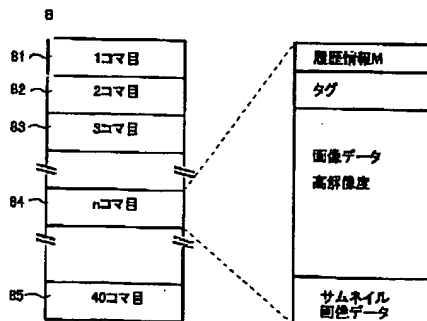 8
81
1コマ目
82
2コマ目
83
3コマ目
84
nコマ目
85
40コマ目
履歴情報M
タグ
画像データ
高解像度
サムネイル
画像データ